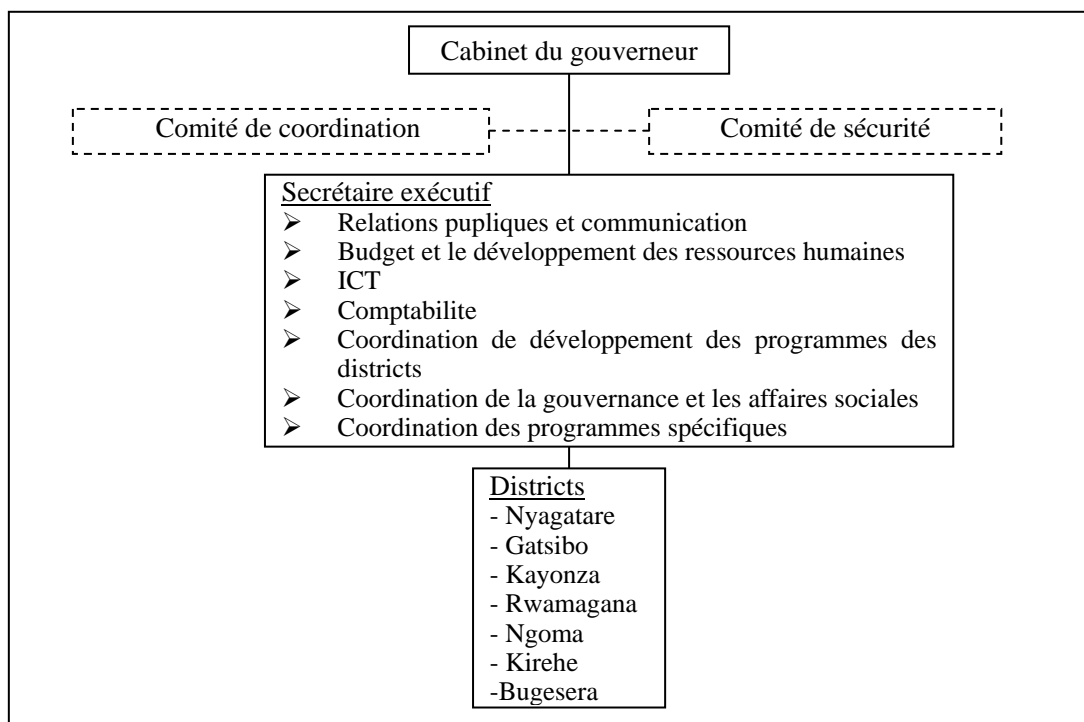 Cabinet du gouverneur
Comité de coordination
Comité de sécurité
Secrétaire exécutif
➢ Relations pupliques et communication
➢ Budget et le développement des ressources humaines
➢ ICT
➢ Comptabilite
➢ Coordination de développement des programmes des
districts
➢ Coordination de la gouvernance et les affaires sociales
➢ Coordination des programmes spécifiques
Districts
- Nyagatare
- Gatsibo
- Kayonza
- Rwamagana
- Ngoma
- Kirehe
-Bugesera